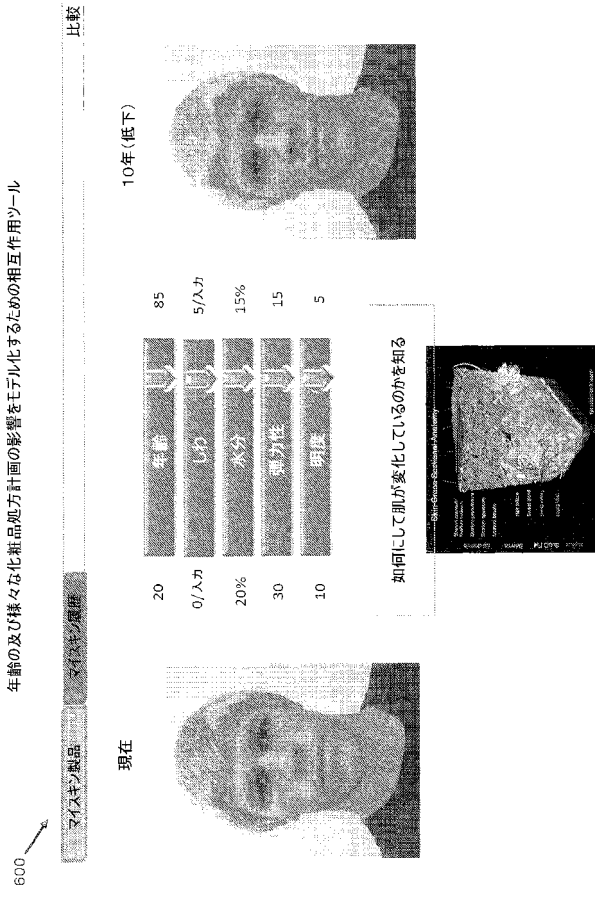 600
年齢の及び様々な化粧品処方計画の影響をモデル化するための相互作用ツール
マイスキン製品
マイスキン履歴
比較
現在
10年(低下)
20
年齢
85
0/入力
しわ
5/入力
20%
水分
15%
30
弾力性
15
10
明度
5
如何にして肌が変化しているのかを知る
Skin-Cross-Sectional-Anatomy